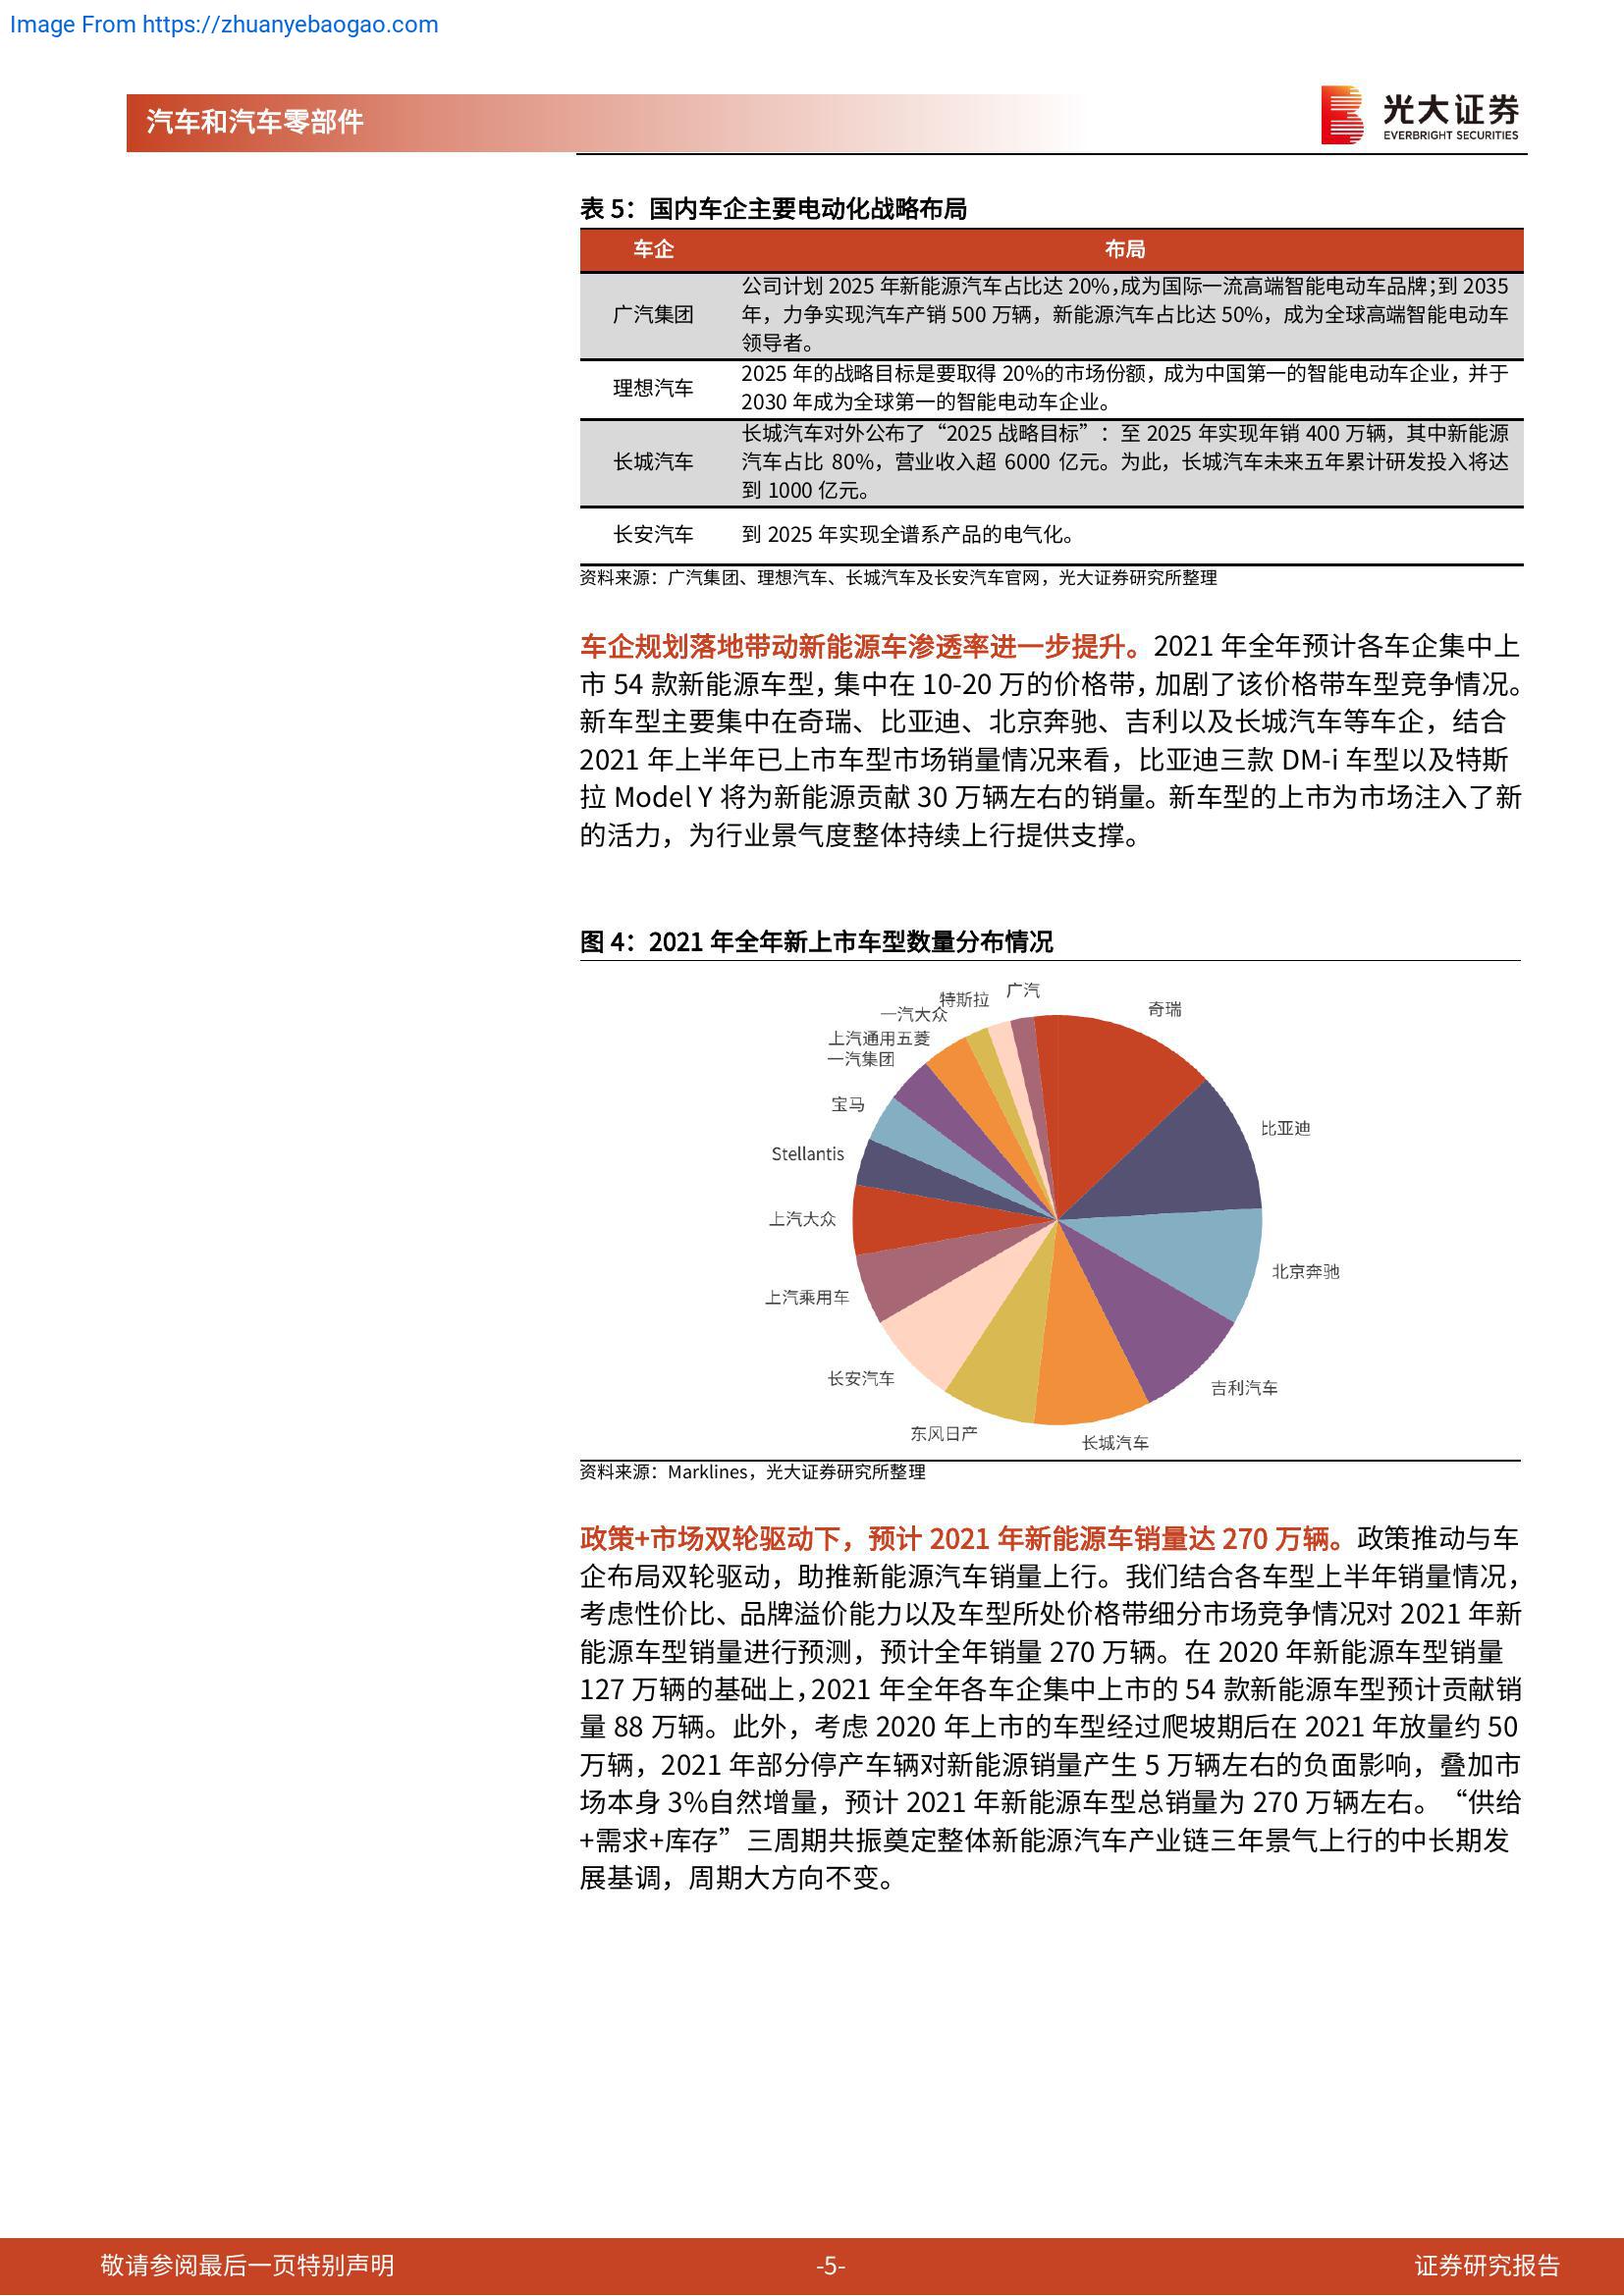 Image From https://zhuanyebaogao.com
汽车和汽车零部件
光大证券
EVERBRIGHT SECURITIES
表 5：国内车企主要电动化战略布局
车企 布局
广汽集团
公司计划 2025 年新能源汽车占比达 20%，成为国际一流高端智能电动车品牌；到 2035
年，力争实现汽车产销 500 万辆，新能源汽车占比达 50%，成为全球高端智能电动车
领导者。
理想汽车
2025 年的战略目标是要取得 20%的市场份额，成为中国第一的智能电动车企业，并于
2030 年成为全球第一的智能电动车企业。
长城汽车
长城汽车对外公布了“2025 战略目标”：至 2025 年实现年销 400 万辆，其中新能源
汽车占比 80%，营业收入超 6000 亿元。为此，长城汽车未来五年累计研发投入将达
到 1000 亿元。
长安汽车 到 2025 年实现全谱系产品的电气化。
资料来源：广汽集团、理想汽车、长城汽车及长安汽车官网，光大证券研究所整理
车企规划落地带动新能源车渗透率进一步提升。2021 年全年预计各车企集中上
市 54 款新能源车型，集中在 10-20 万的价格带，加剧了该价格带车型竞争情况。
新车型主要集中在奇瑞、比亚迪、北京奔驰、吉利以及长城汽车等车企，结合
2021 年上半年已上市车型市场销量情况来看，比亚迪三款 DM-i 车型以及特斯
拉 Model Y 将为新能源贡献 30 万辆左右的销量。新车型的上市为市场注入了新
的活力，为行业景气度整体持续上行提供支撑。
图 4：2021 年全年新上市车型数量分布情况
广汽
特斯拉
奇瑞
一汽大众
上汽通用五菱
一汽集团
宝马
比亚迪
Stellantis
上汽大众
北京奔驰
上汽乘用车
长安汽车
吉利汽车
东风日产
长城汽车
资料来源：Marklines，光大证券研究所整理
政策+市场双轮驱动下，预计 2021 年新能源车销量达 270 万辆。政策推动与车
企布局双轮驱动，助推新能源汽车销量上行。我们结合各车型上半年销量情况，
考虑性价比、品牌溢价能力以及车型所处价格带细分市场竞争情况对 2021 年新
能源车型销量进行预测，预计全年销量 270 万辆。在 2020 年新能源车型销量
127 万辆的基础上，2021 年全年各车企集中上市的 54 款新能源车型预计贡献销
量 88 万辆。此外，考虑 2020 年上市的车型经过爬坡期后在 2021 年放量约 50
万辆，2021 年部分停产车辆对新能源销量产生 5 万辆左右的负面影响，叠加市
场本身 3%自然增量，预计 2021 年新能源车型总销量为 270 万辆左右。“供给
+需求+库存”三周期共振奠定整体新能源汽车产业链三年景气上行的中长期发
展基调，周期大方向不变。
敬请参阅最后一页特别声明
-5-
证券研究报告